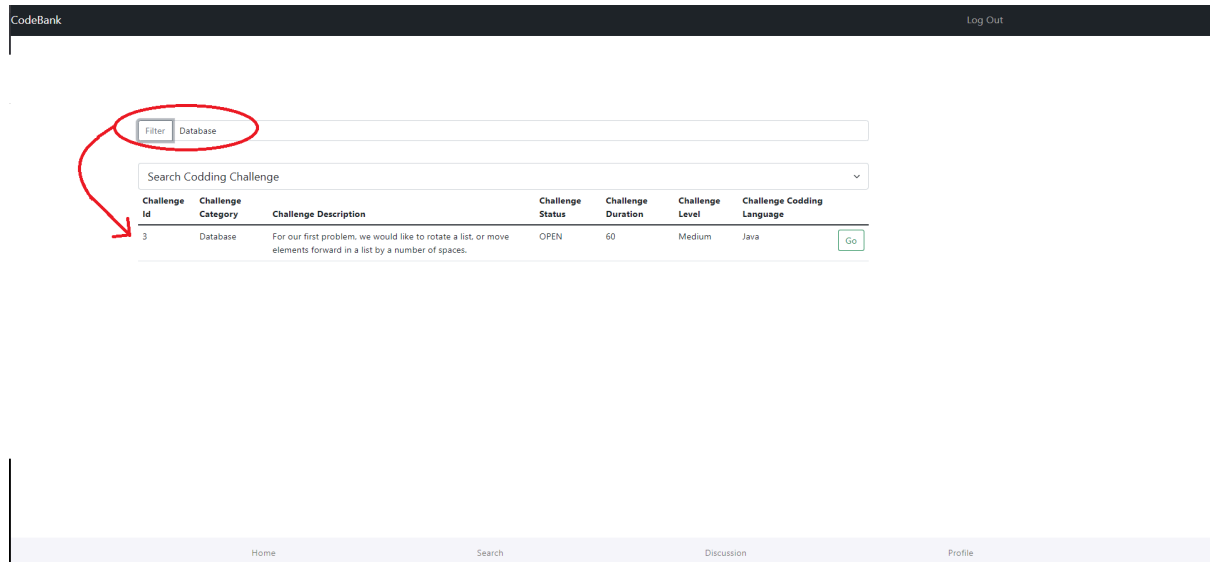 CodeBank Log Out
Filter Database
Search Codding Challenge
Challenge Id Challenge Category Challenge Description Challenge Status Challenge Duration Challenge Level Challenge Codding Language
3 Database For our first problem, we would like to rotate a list, or move OPEN 60 Medium Java Go
elements forward in a list by a number of spaces.
Home Search Discussion Profile